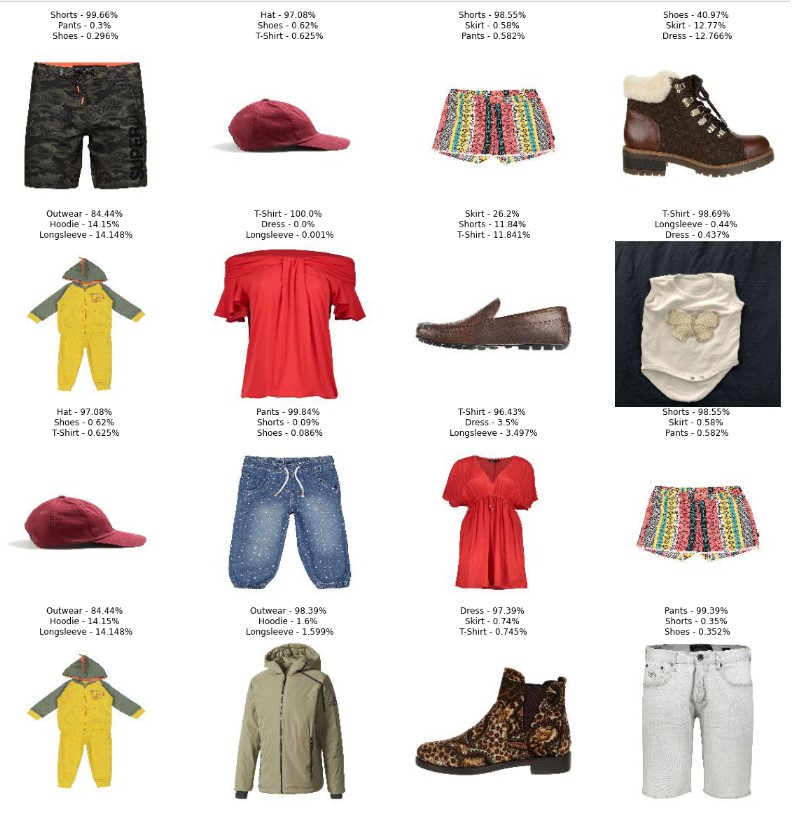 Shorts - 99.66%
Pants - 0.3%
Shoes - 0.296%
Hat - 97.08%
Shoes - 0.62%
T-Shirt - 0.625%
Shorts - 98.55%
Skirt - 0.58%
Pants - 0.582%
Shoes - 40.97%
Skirt - 12.77%
Dress - 12.766%
SUPERDRY
Outwear - 84.44%
Hoodie - 14.15%
Longsleeve - 14.148%
T-Shirt - 100.0%
Dress - 0.0%
Longsleeve - 0.001%
Skirt - 26.2%
Shorts - 11.84%
T-Shirt - 11.841%
T-Shirt - 98.69%
Longsleeve - 0.44%
Dress - 0.437%
Hat - 97.08%
Shoes - 0.62%
T-Shirt - 0.625%
Pants - 99.84%
Shorts - 0.09%
Shoes - 0.086%
T-Shirt - 96.43%
Dress - 3.5%
Longsleeve - 3.497%
Shorts - 98.55%
Skirt - 0.58%
Pants - 0.582%
Outwear - 84.44%
Hoodie - 14.15%
Longsleeve - 14.148%
Outwear - 98.39%
Hoodie - 1.6%
Longsleeve - 1.599%
Dress - 97.39%
Skirt - 0.74%
T-Shirt - 0.745%
Pants - 99.39%
Shorts - 0.35%
Shoes - 0.352%